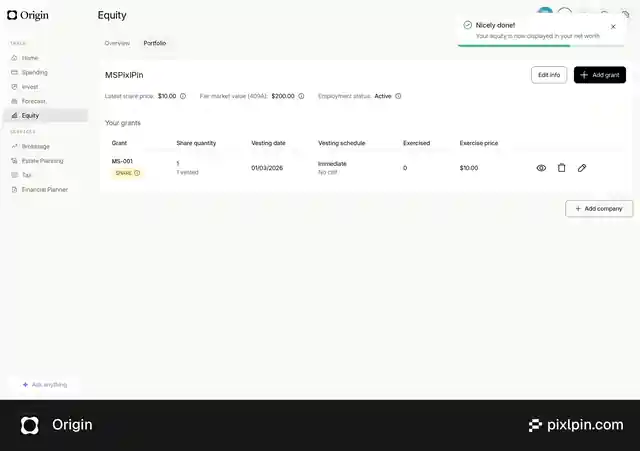 Origin
Equity
Nicely done!
Your equity is now displayed in your net worth
Overview
Portfolio
TOOLS
Home
Spending
Invest
Forecast
Equity
SERVICES
Brokerage
Estate Planning
Tax
Financial Planner
MSPixlPin
Edit info
Add grant
Latest share price: $10.00
Fair market value (409A): $200.00
Employment status: Active
Your grants
Grant Share quantity Vesting date Vesting schedule Exercised Exercise price
MS-001 1 01/03/2026 Immediate 0 $10.00
SHARE 1 vested No cliff
Add company
Ask anything
Origin
pixlpin.com